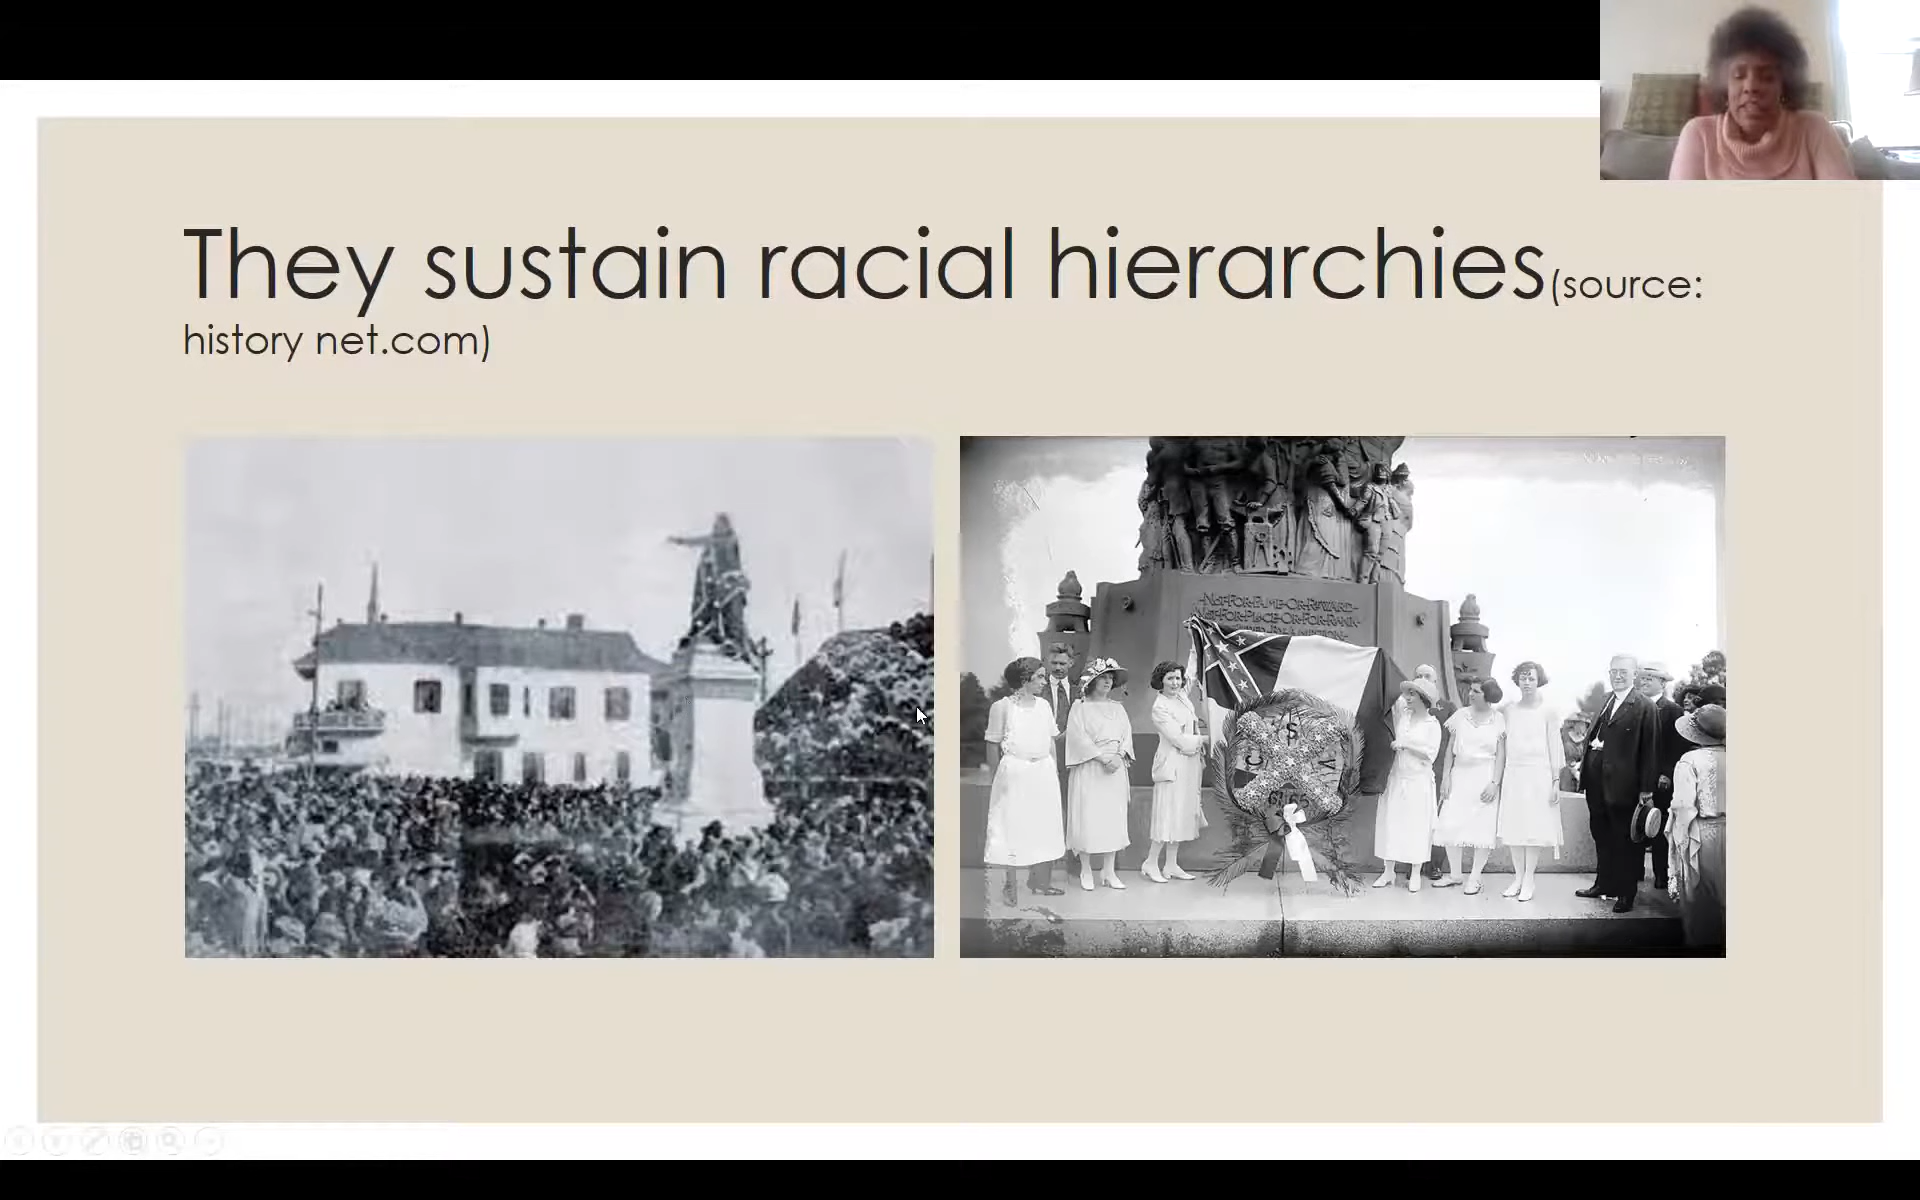 They sustain racial hierarchies(source:
history net.com)
NOT·FOR·FAME·OR·REWARD·
NOT·FOR·PLACE·OR·FOR·RANK·
S
C V